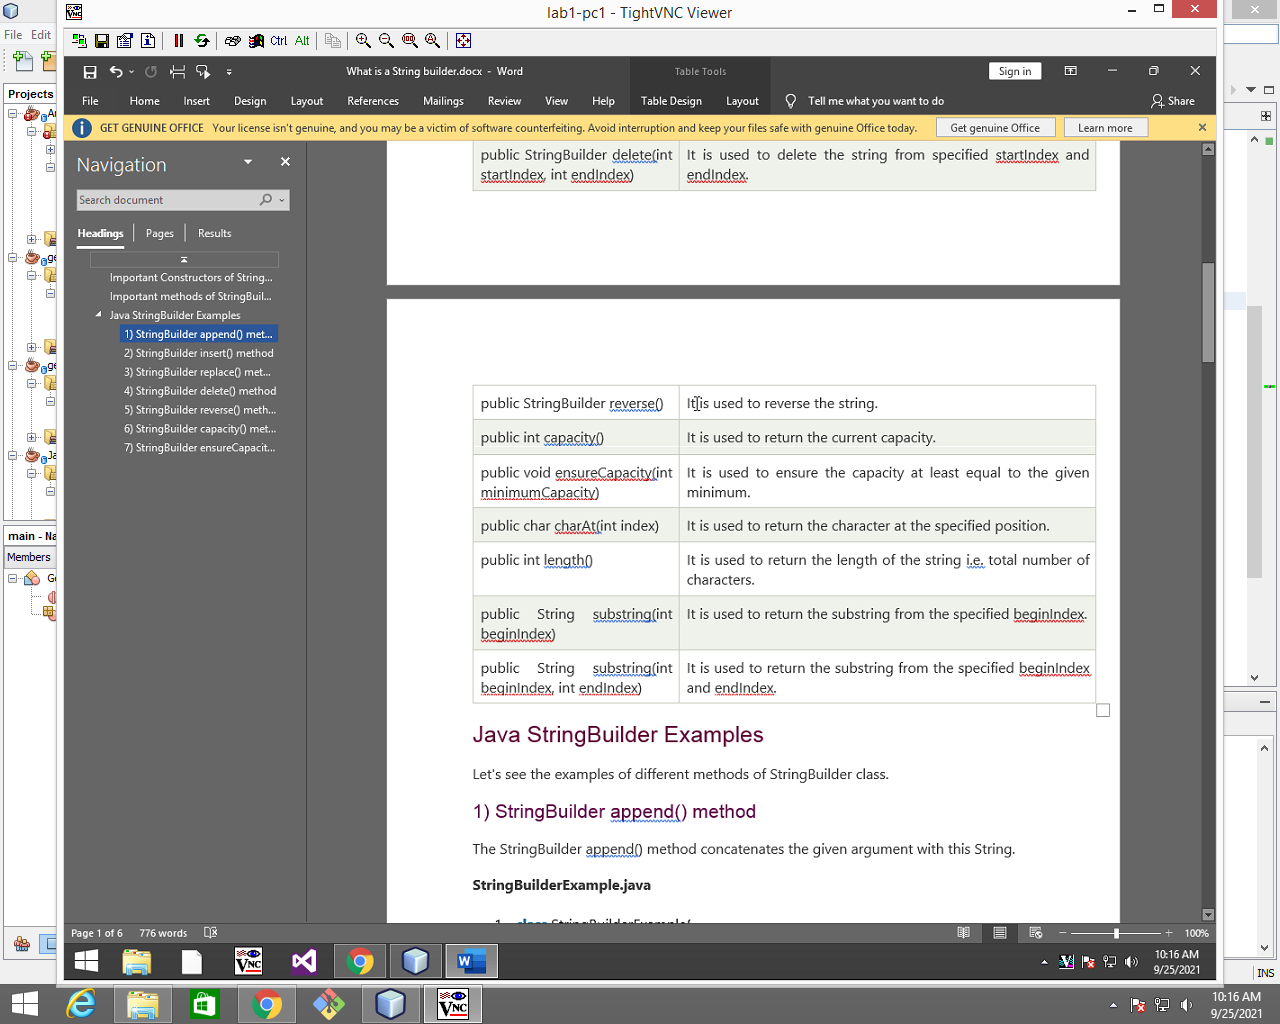 lab1-pc1 - TightVNC Viewer
File Edit
Ctrl Alt
What is a String builder.docx - Word
Table Tools
Sign in
File Home Insert Design Layout References Mailings Review View Help Table Design Layout Tell me what you want to do Share
GET GENUINE OFFICE Your license isn't genuine, and you may be a victim of software counterfeiting. Avoid interruption and keep your files safe with genuine Office today. Get genuine Office Learn more
Projects
Navigation
Search document
Headings Pages Results
Important Constructors of String...
Important methods of StringBuil...
Java StringBuilder Examples
1) StringBuilder append() met...
2) StringBuilder insert() method
3) StringBuilder replace() met...
4) StringBuilder delete() method
5) StringBuilder reverse() meth...
6) StringBuilder capacity() met...
7) StringBuilder ensureCapacit...
public StringBuilder delete(int startIndex, int endIndex)
It is used to delete the string from specified startIndex and endIndex.
public StringBuilder reverse()
It is used to reverse the string.
public int capacity()
It is used to return the current capacity.
public void ensureCapacity(int minimumCapacity)
It is used to ensure the capacity at least equal to the given minimum.
public char charAt(int index)
It is used to return the character at the specified position.
public int length()
It is used to return the length of the string i.e. total number of characters.
public String substring(int beginIndex)
It is used to return the substring from the specified beginIndex.
public String substring(int beginIndex, int endIndex)
It is used to return the substring from the specified beginIndex and endIndex.
Java StringBuilder Examples
Let's see the examples of different methods of StringBuilder class.
1) StringBuilder append() method
The StringBuilder append() method concatenates the given argument with this String.
StringBuilderExample.java
1. class StringBuilderExample{
main - Na
Members
Ge
Page 1 of 6 776 words
100%
10:16 AM
9/25/2021
INS
10:16 AM
9/25/2021